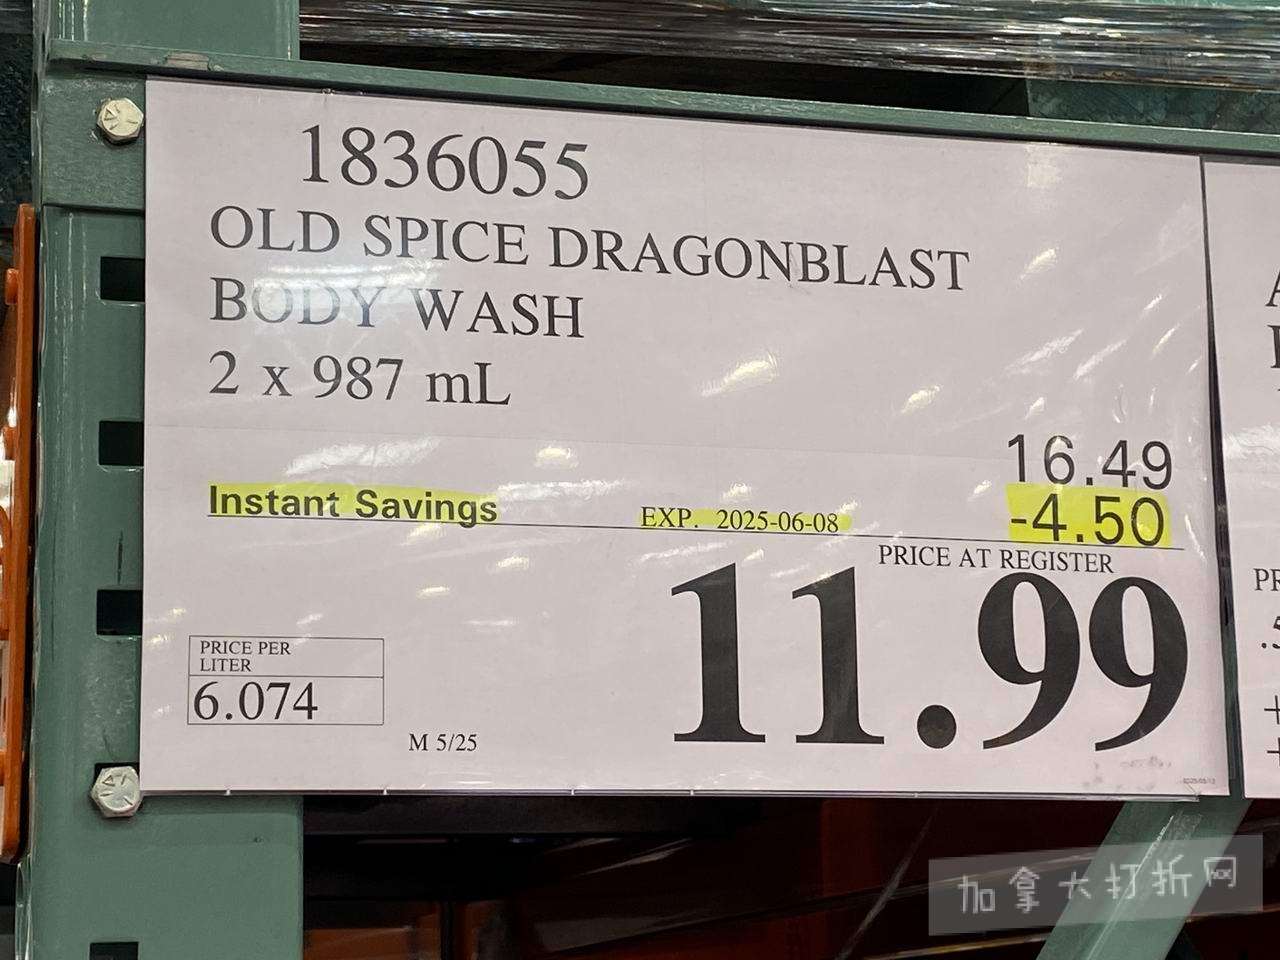 1836055
OLD SPICE DRAGONBLAST
BODY WASH
2 x 987 mL
16.49
Instant Savings EXP. 2025-06-08 -4.50
PRICE AT REGISTER
11.99
PRICE PER
LITER
6.074
M 5/25
加拿大打折网